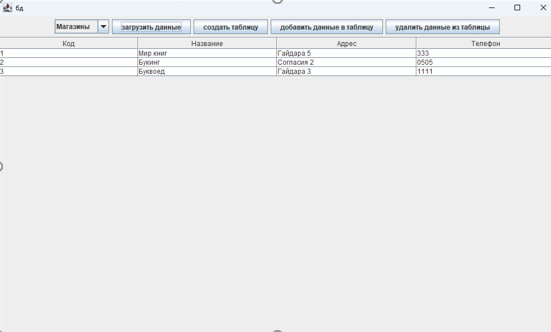 бд
Магазины загрузить данные создать таблицу добавить данные в таблицу удалить данные из таблицы
Код Название Адрес Телефон
1 Мир книг Гайдара 5 333
2 Букинг Согласия 2 0505
3 Буквоед Гайдара 3 1111